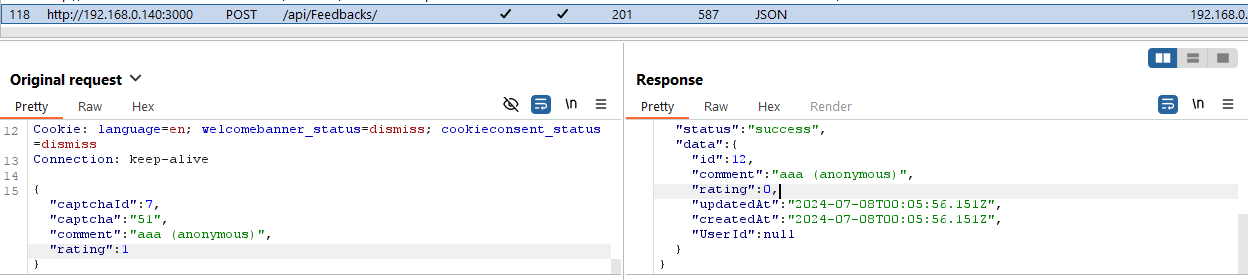 118 http://192.168.0.140:3000 POST /api/Feedbacks/ ✓ ✓ 201 587 JSON 192.168.0.
Original request
Pretty Raw Hex \n
12 Cookie: language=en; welcomebanner_status=dismiss; cookieconsent_status
=dismiss
13 Connection: keep-alive
14
15 {
"captchaId":7,
"captcha":"51",
"comment":"aaa (anonymous)",
"rating":1
}
Response
Pretty Raw Hex Render \n
"status":"success",
"data":{
"id":12,
"comment":"aaa (anonymous)",
"rating":0,
"updatedAt":"2024-07-08T00:05:56.151Z",
"createdAt":"2024-07-08T00:05:56.151Z",
"UserId":null
}
}